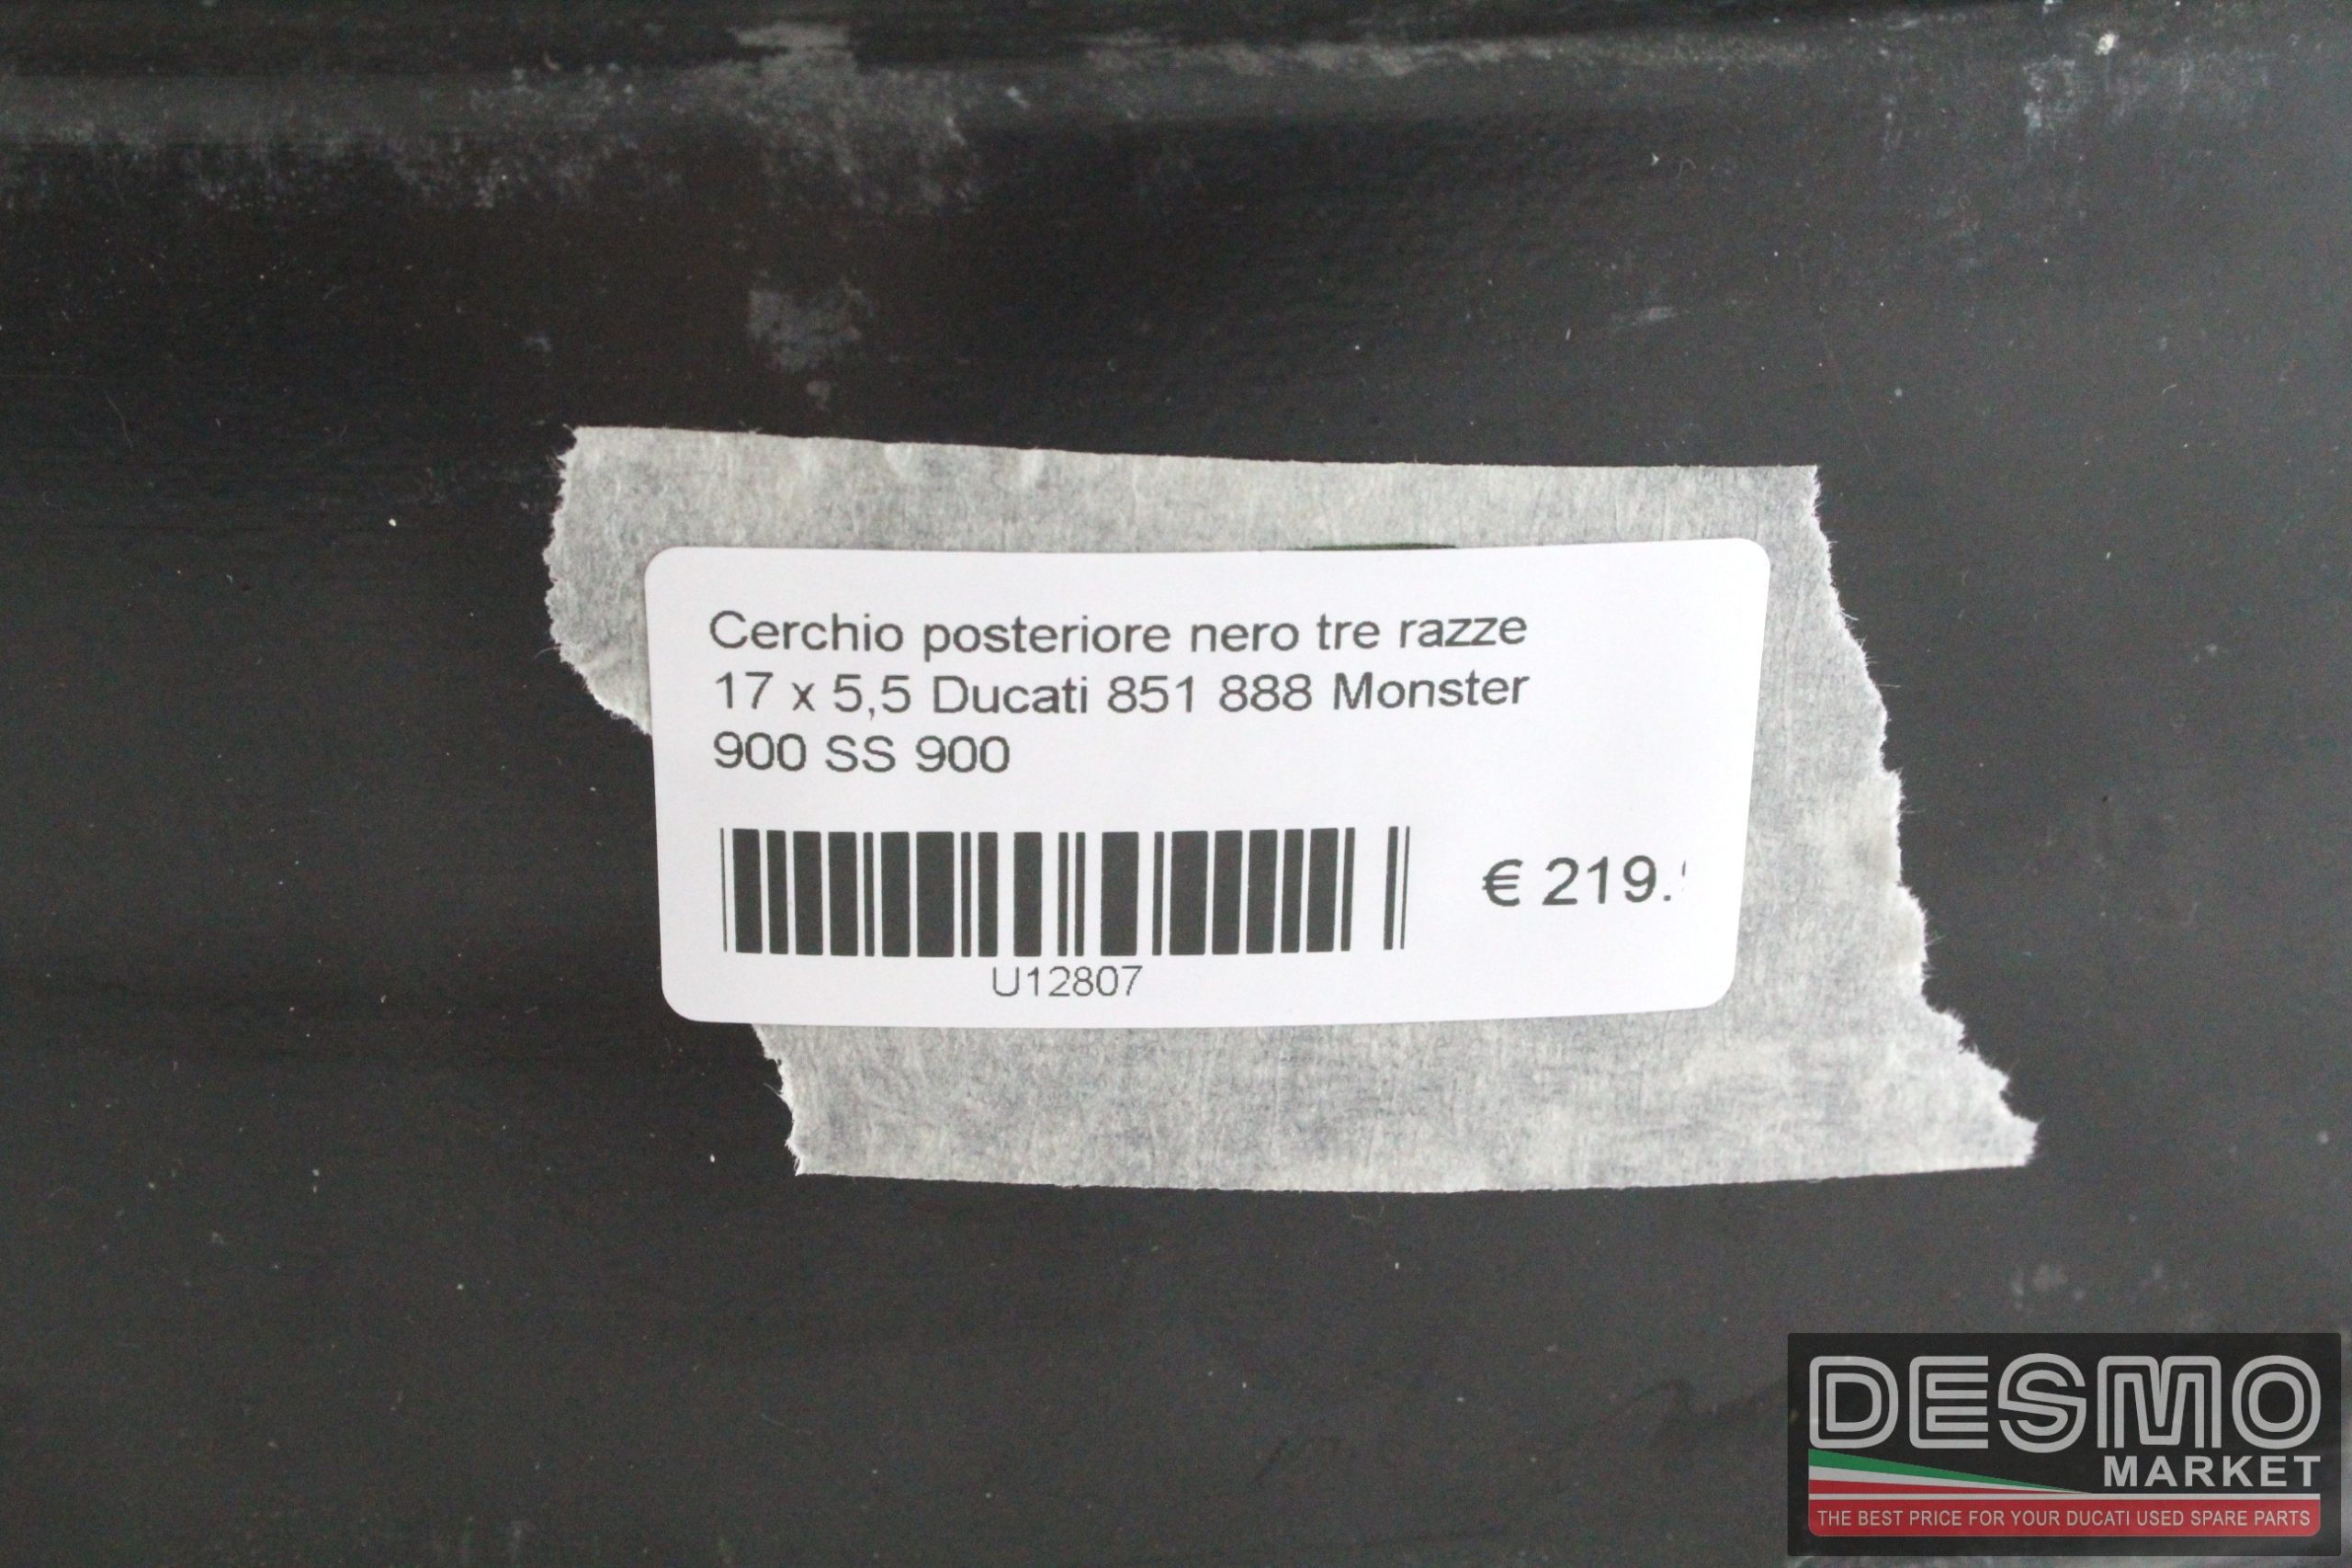 Cerchio posteriore nero tre razze
17 x 5,5 Ducati 851 888 Monster
900 SS 900
€ 219.
U12807
DESMO
MARKET
THE BEST PRICE FOR YOUR DUCATI USED SPARE PARTS